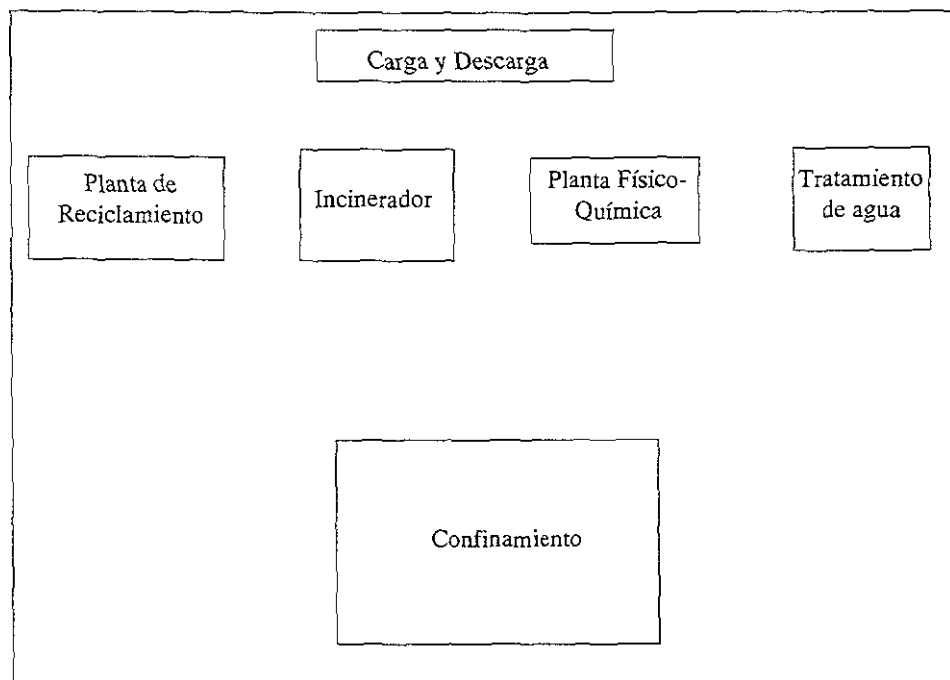 Carga y Descarga
Planta de
Reciclamiento
Incinerador
Planta Físico-
Química
Tratamiento
de agua
Confinamiento